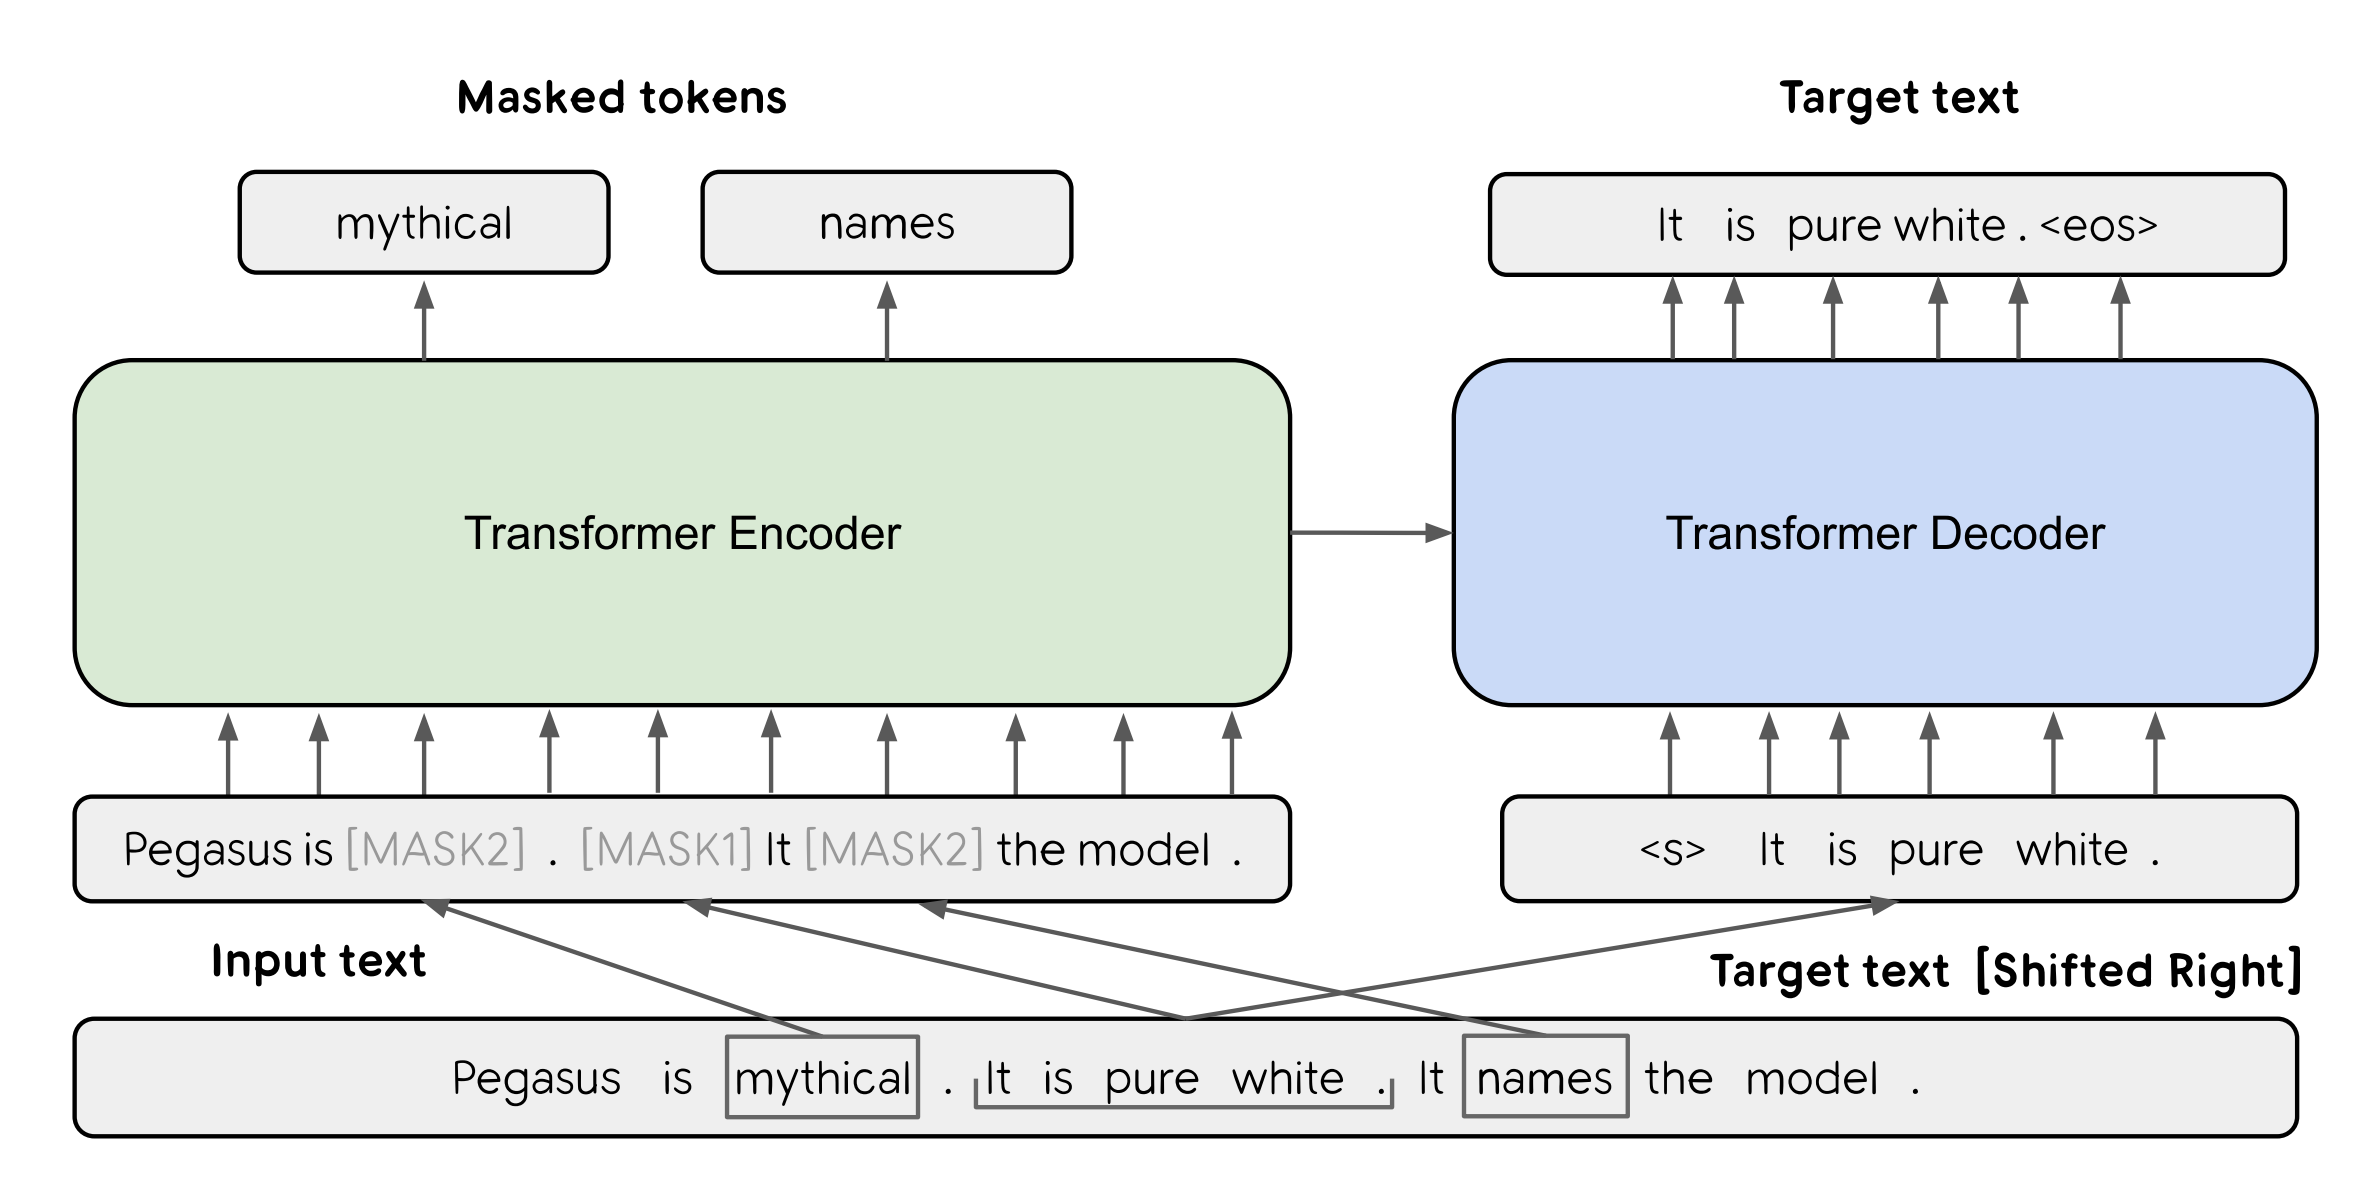 Masked tokens
Target text
mythical
names
It is pure white . <eos>
Transformer Encoder
Transformer Decoder
Pegasus is [MASK2] . [MASK1] It [MASK2] the model .
<s> It is pure white .
Input text
Target text [Shifted Right]
Pegasus is mythical . It is pure white . It names the model .